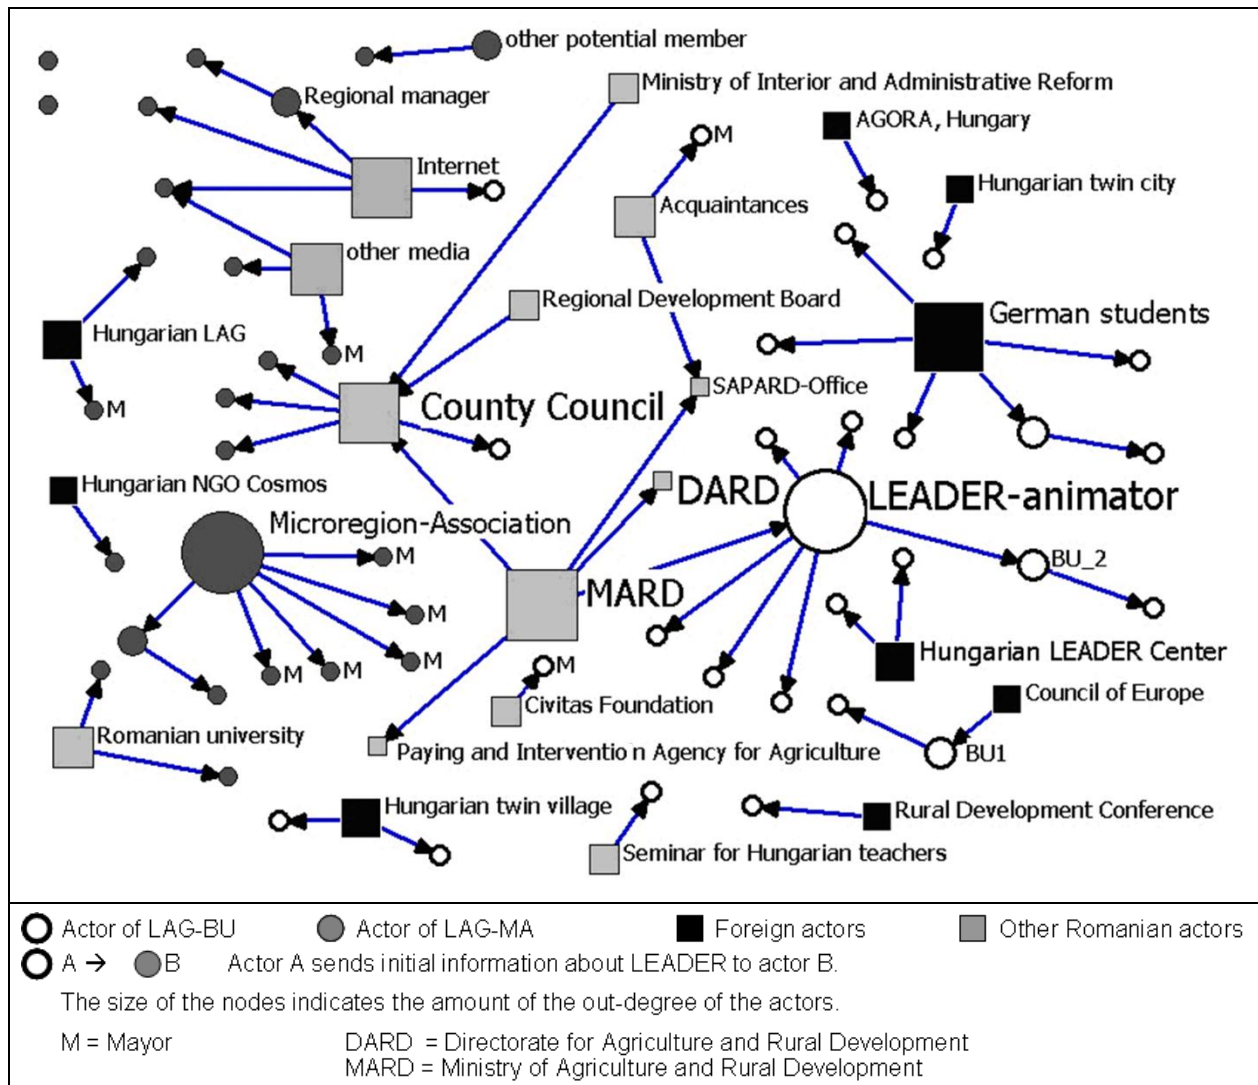 other potential member
Ministry of Interior and Administrative Reform
Regional manager
AGORA, Hungary
M
Internet
Hungarian twin city
Acquaintances
other media
Regional Development Board
German students
Hungarian LAG
M
SAPARD-Office
M
County Council
Hungarian NGO Cosmos
DARD
LEADER-animator
Microregion-Association
M
BU_2
MARD
M
M
M
M
M
Hungarian LEADER Center
Civitas Foundation
Council of Europe
Romanian university
Paying and Intervention Agency for Agriculture
BU1
Hungarian twin village
Rural Development Conference
Seminar for Hungarian teachers
Actor of LAG-BU
Actor of LAG-MA
Foreign actors
Other Romanian actors
A → B Actor A sends initial information about LEADER to actor B.
The size of the nodes indicates the amount of the out-degree of the actors.
M = Mayor
DARD = Directorate for Agriculture and Rural Development
MARD = Ministry of Agriculture and Rural Development